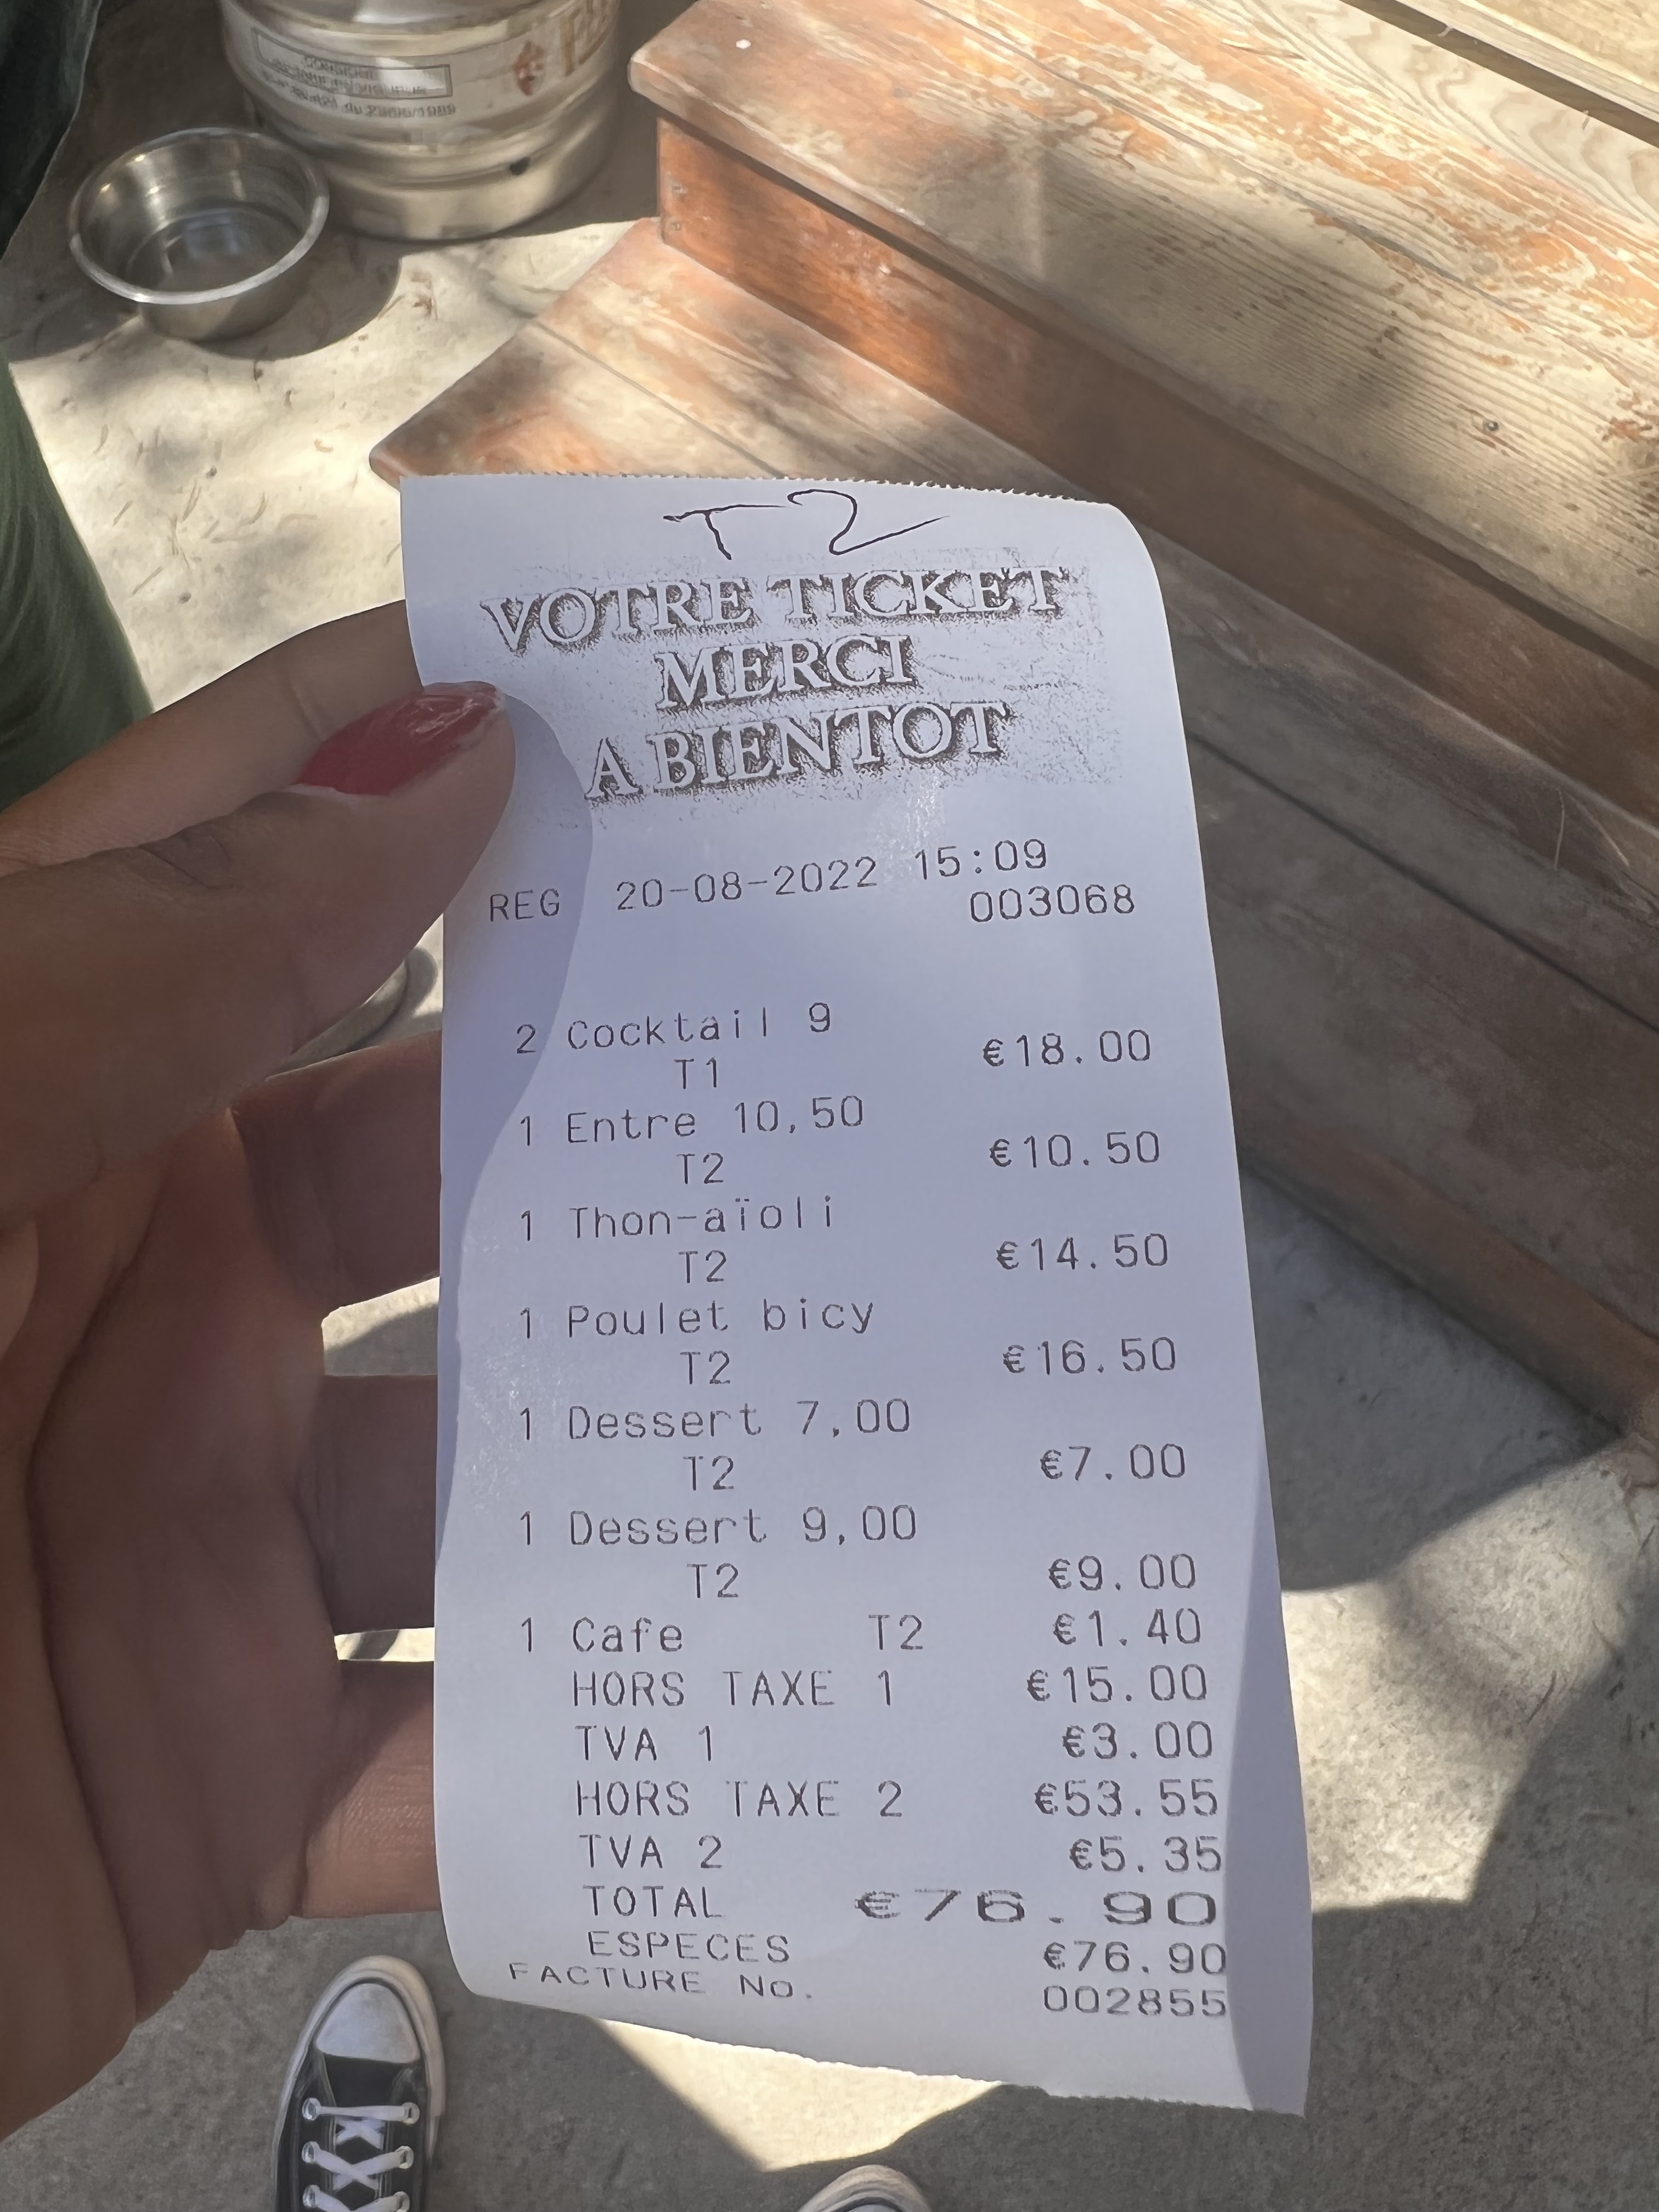 T2
VOTRE TICKET
MERCI
A BIENTOT
REG 20-08-2022 15:09
003068
2 Cocktail 9
T1 €18.00
1 Entre 10,50
T2 €10.50
1 Thon-aïoli
T2 €14.50
1 Poulet bicy
T2 €16.50
1 Dessert 7,00
T2 €7.00
1 Dessert 9,00
T2 €9.00
1 Cafe T2 €1.40
HORS TAXE 1 €15.00
TVA 1 €3.00
HORS TAXE 2 €53.55
TVA 2 €5.35
TOTAL €76.90
ESPECES €76.90
FACTURE No. 002855